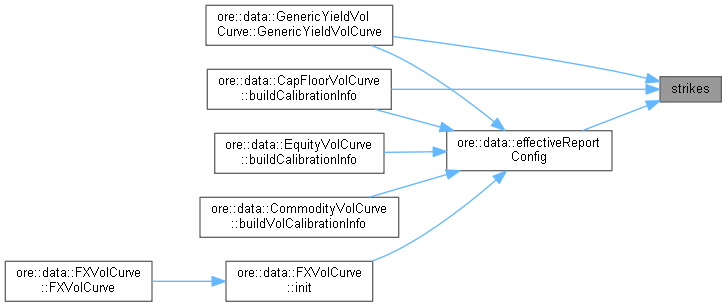 ore::data::GenericYieldVol
Curve::GenericYieldVolCurve
ore::data::CapFloorVolCurve
::buildCalibrationInfo
strikes
ore::data::EquityVolCurve
::buildCalibrationInfo
ore::data::effectiveReport
Config
ore::data::CommodityVolCurve
::buildVolCalibrationInfo
ore::data::FXVolCurve
::FXVolCurve
ore::data::FXVolCurve
::init